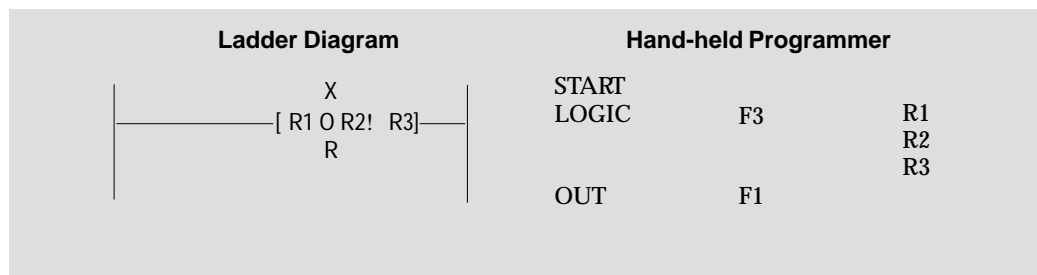 Ladder Diagram
Hand-held Programmer
X
[ R1 O R2! R3]
R
START
LOGIC F3 R1
R2
R3
OUT F1